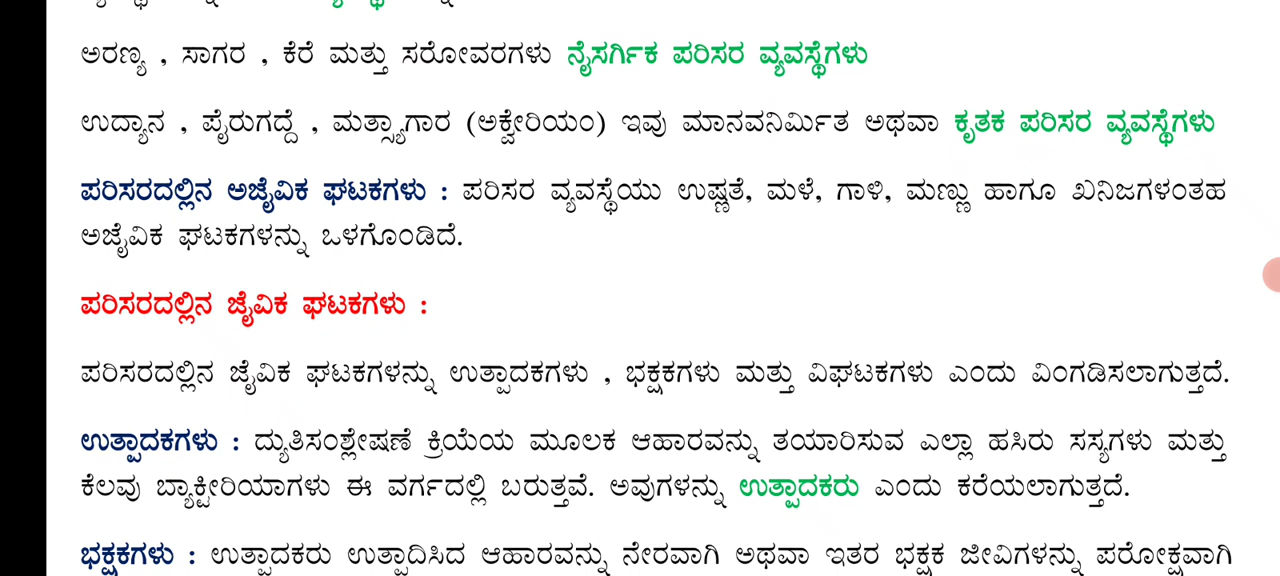 ಅರಣ್ಯ , ಸಾಗರ , ಕೆರೆ ಮತ್ತು ಸರೋವರಗಳು ನೈಸರ್ಗಿಕ ಪರಿಸರ ವ್ಯವಸ್ಥೆಗಳು
ಉದ್ಯಾನ , ಪೈರುಗದ್ದೆ , ಮತ್ಸ್ಯಾಗಾರ (ಅಕ್ವೇರಿಯಂ) ಇವು ಮಾನವನಿರ್ಮಿತ ಅಥವಾ ಕೃತಕ ಪರಿಸರ ವ್ಯವಸ್ಥೆಗಳು
ಪರಿಸರದಲ್ಲಿನ ಅಜೈವಿಕ ಘಟಕಗಳು : ಪರಿಸರ ವ್ಯವಸ್ಥೆಯು ಉಷ್ಣತೆ, ಮಳೆ, ಗಾಳಿ, ಮಣ್ಣು ಹಾಗೂ ಖನಿಜಗಳಂತಹ
ಅಜೈವಿಕ ಘಟಕಗಳನ್ನು ಒಳಗೊಂಡಿದೆ.
ಪರಿಸರದಲ್ಲಿನ ಜೈವಿಕ ಘಟಕಗಳು :
ಪರಿಸರದಲ್ಲಿನ ಜೈವಿಕ ಘಟಕಗಳನ್ನು ಉತ್ಪಾದಕಗಳು , ಭಕ್ಷಕಗಳು ಮತ್ತು ವಿಘಟಕಗಳು ಎಂದು ವಿಂಗಡಿಸಲಾಗುತ್ತದೆ.
ಉತ್ಪಾದಕಗಳು : ದ್ಯುತಿಸಂಶ್ಲೇಷಣೆ ಕ್ರಿಯೆಯ ಮೂಲಕ ಆಹಾರವನ್ನು ತಯಾರಿಸುವ ಎಲ್ಲಾ ಹಸಿರು ಸಸ್ಯಗಳು ಮತ್ತು
ಕೆಲವು ಬ್ಯಾಕ್ಟೀರಿಯಾಗಳು ಈ ವರ್ಗದಲ್ಲಿ ಬರುತ್ತವೆ. ಅವುಗಳನ್ನು ಉತ್ಪಾದಕರು ಎಂದು ಕರೆಯಲಾಗುತ್ತದೆ.
ಭಕ್ಷಕಗಳು : ಉತ್ಪಾದಕರು ಉತ್ಪಾದಿಸಿದ ಆಹಾರವನ್ನು ನೇರವಾಗಿ ಅಥವಾ ಇತರ ಭಕ್ಷಕ ಜೀವಿಗಳನ್ನು ಪರೋಕ್ಷವಾಗಿ